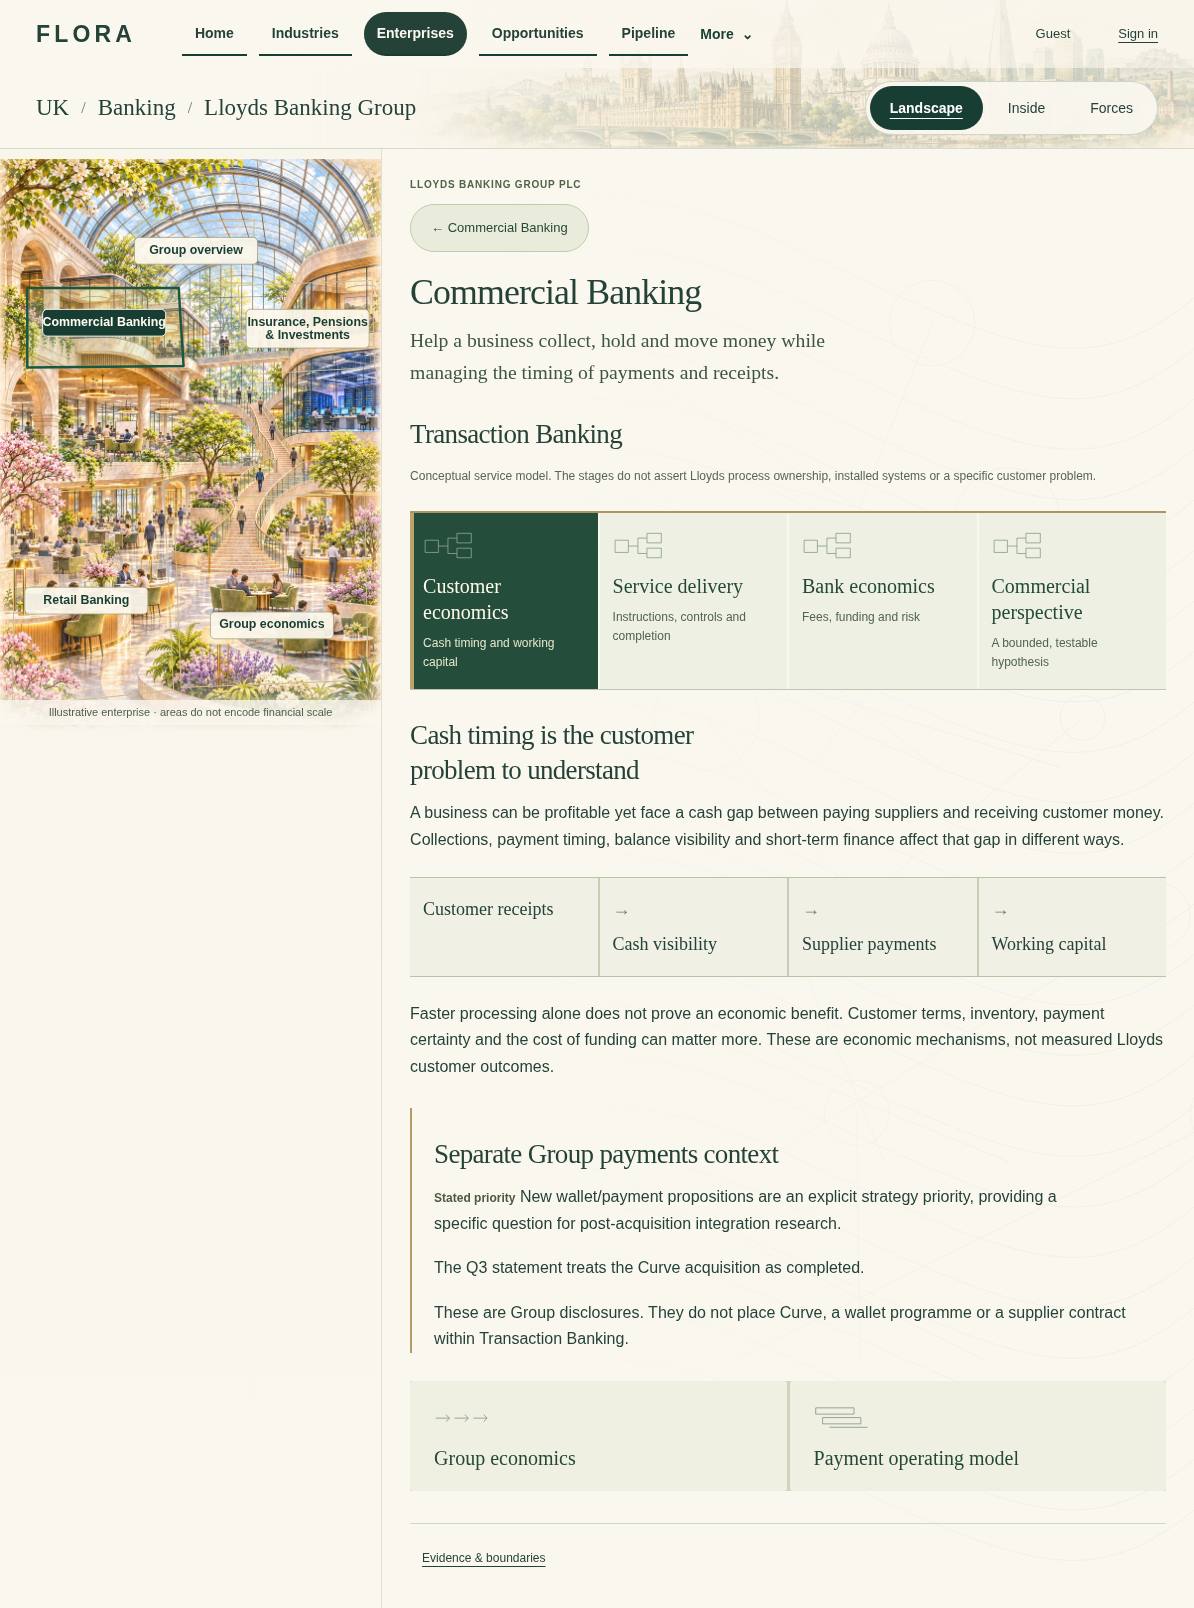 FLORA
Home
Industries
Enterprises
Opportunities
Pipeline
More
Guest
Sign in
UK / Banking / Lloyds Banking Group
Landscape
Inside
Forces
Group overview
Commercial Banking
Insurance, Pensions
& Investments
Retail Banking
Group economics
Illustrative enterprise · areas do not encode financial scale
LLOYDS BANKING GROUP PLC
← Commercial Banking
Commercial Banking
Help a business collect, hold and move money while
managing the timing of payments and receipts.
Transaction Banking
Conceptual service model. The stages do not assert Lloyds process ownership, installed systems or a specific customer problem.
Customer
economics
Cash timing and working
capital
Service delivery
Instructions, controls and
completion
Bank economics
Fees, funding and risk
Commercial
perspective
A bounded, testable
hypothesis
Cash timing is the customer
problem to understand
A business can be profitable yet face a cash gap between paying suppliers and receiving customer money.
Collections, payment timing, balance visibility and short-term finance affect that gap in different ways.
Customer receipts
→
Cash visibility
→
Supplier payments
→
Working capital
Faster processing alone does not prove an economic benefit. Customer terms, inventory, payment
certainty and the cost of funding can matter more. These are economic mechanisms, not measured Lloyds
customer outcomes.
Separate Group payments context
Stated priority New wallet/payment propositions are an explicit strategy priority, providing a
specific question for post-acquisition integration research.
The Q3 statement treats the Curve acquisition as completed.
These are Group disclosures. They do not place Curve, a wallet programme or a supplier contract
within Transaction Banking.
Group economics
Payment operating model
Evidence & boundaries